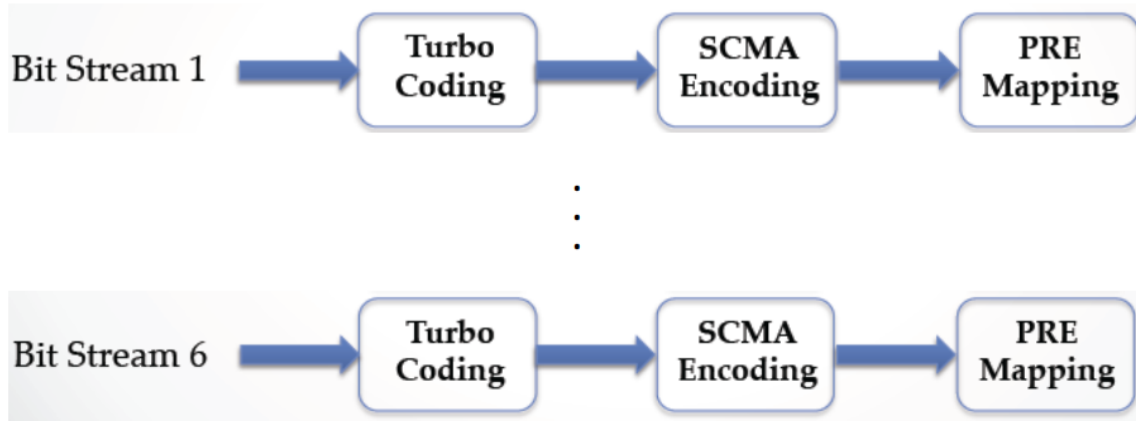 Bit Stream 1
Turbo
Coding
SCMA
Encoding
PRE
Mapping
Bit Stream 6
Turbo
Coding
SCMA
Encoding
PRE
Mapping